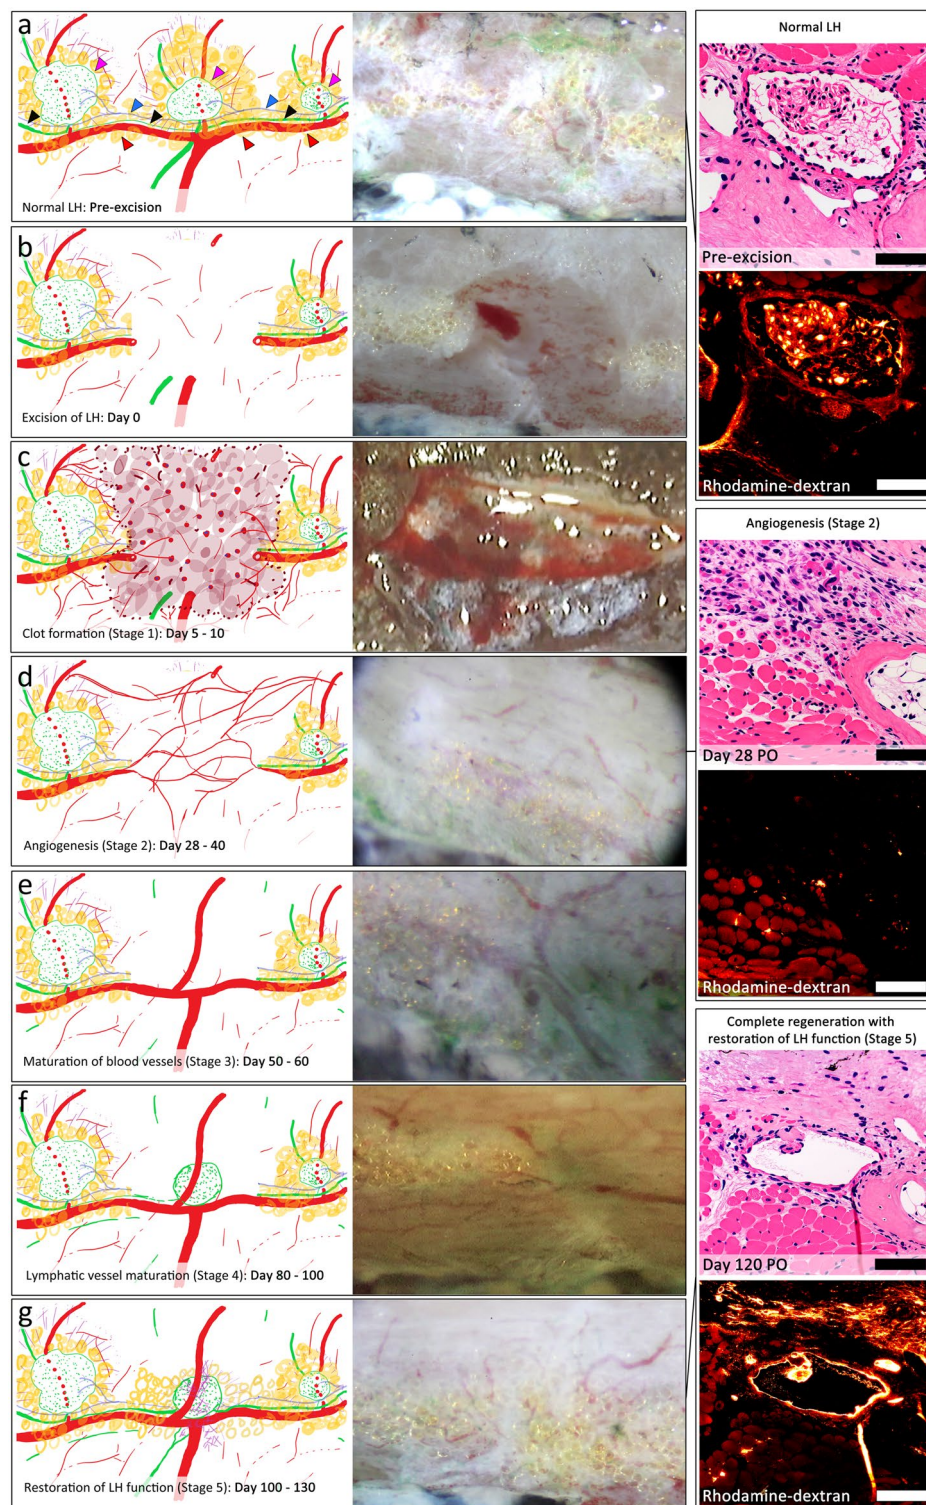 a
Normal LH: Pre-excision
b
Excision of LH: Day 0
c
Clot formation (Stage 1): Day 5 - 10
d
Angiogenesis (Stage 2): Day 28 - 40
e
Maturation of blood vessels (Stage 3): Day 50 - 60
f
Lymphatic vessel maturation (Stage 4): Day 80 - 100
g
Restoration of LH function (Stage 5): Day 100 - 130
Normal LH
Pre-excision
Rhodamine-dextran
Angiogenesis (Stage 2)
Day 28 PO
Rhodamine-dextran
Complete regeneration with
restoration of LH function (Stage 5)
Day 120 PO
Rhodamine-dextran